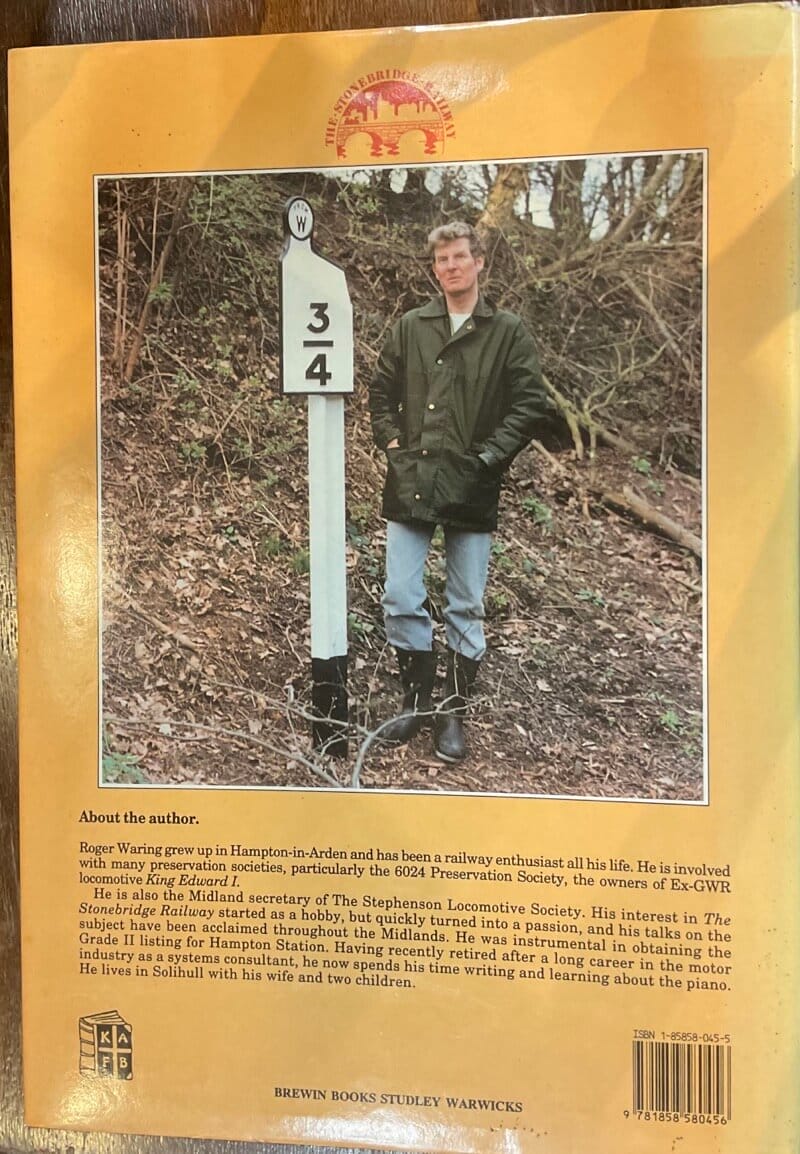 THE·STONEBRIDGE·RAILWAY
FROM
W
3
4
About the author.
Roger Waring grew up in Hampton-in-Arden and has been a railway enthusiast all his life. He is involved
with many preservation societies, particularly the 6024 Preservation Society, the owners of Ex-GWR
locomotive King Edward I.
He is also the Midland secretary of The Stephenson Locomotive Society. His interest in The
Stonebridge Railway started as a hobby, but quickly turned into a passion, and his talks on the
subject have been acclaimed throughout the Midlands. He was instrumental in obtaining the
Grade II listing for Hampton Station. Having recently retired after a long career in the motor
industry as a systems consultant, he now spends his time writing and learning about the piano.
He lives in Solihull with his wife and two children.
K A
F B
ISBN 1-85858-045-5
9 781858 580456
BREWIN BOOKS STUDLEY WARWICKS